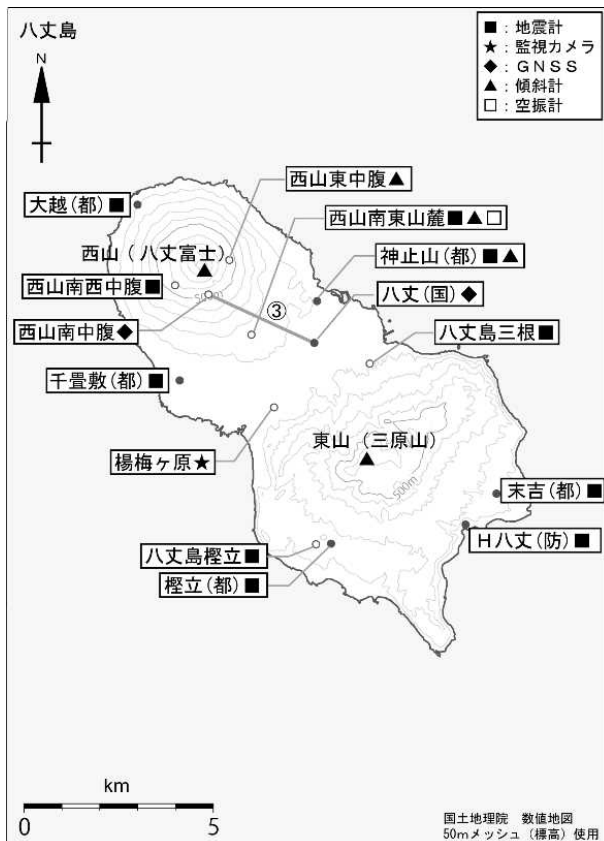 八丈島
N
■：地震計
★：監視カメラ
◆：GNSS
▲：傾斜計
□：空振計
西山東中腹▲
大越(都)■
西山南東山麓■▲□
西山（八丈富士）
神止山(都)■▲
西山南西中腹■
八丈(国)◆
③
西山南中腹◆
八丈島三根■
千畳敷(都)■
東山（三原山）
楊梅ヶ原★
500m
末吉(都)■
H八丈(防)■
八丈島樫立■
樫立(都)■
km
0 5
国土地理院　数値地図
50mメッシュ（標高）使用